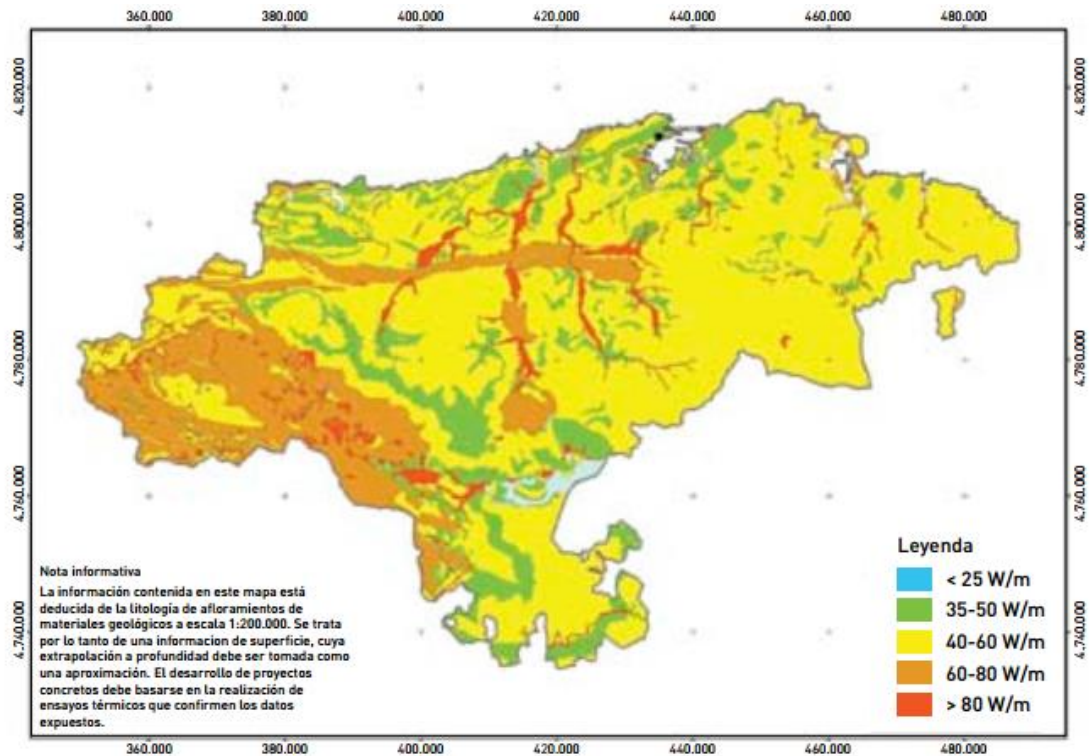 360.000 380.000 400.000 420.000 440.000 460.000 480.000
4.820.000 4.820.000
4.800.000 4.800.000
4.780.000 4.780.000
4.760.000 4.760.000
4.740.000 4.740.000
Nota informativa
La información contenida en este mapa está
deducida de la litología de afloramientos de
materiales geológicos a escala 1:200.000. Se trata
por lo tanto de una informacion de superficie, cuya
extrapolación a profundidad debe ser tomada como
una aproximación. El desarrollo de proyectos
concretos debe basarse en la realización de
ensayos térmicos que confirmen los datos
expuestos.
Leyenda
< 25 W/m
35-50 W/m
40-60 W/m
60-80 W/m
> 80 W/m
360.000 380.000 400.000 420.000 440.000 460.000 480.000